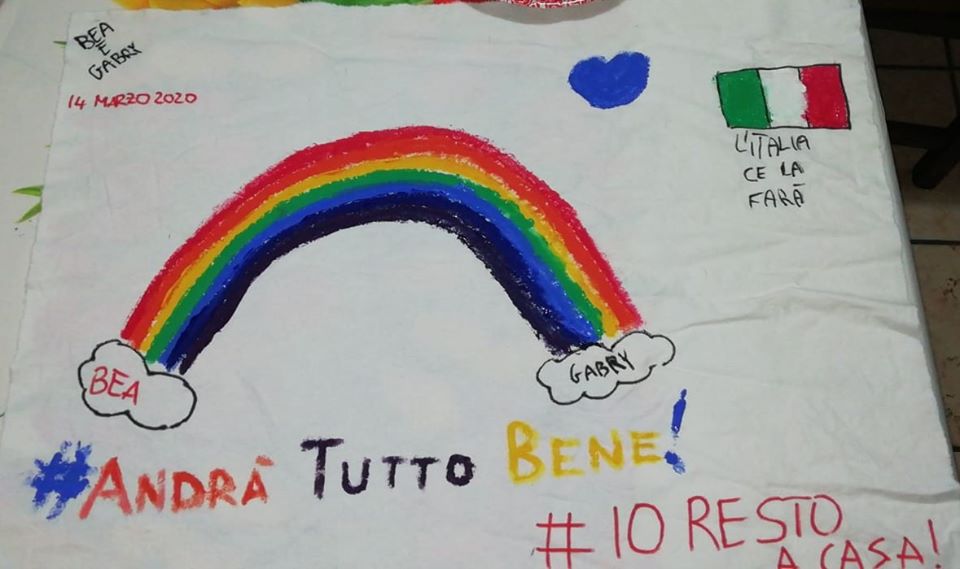 BEA
E
GABRY
14 MARZO 2020
L'ITALIA
CE LA
FARÀ
BEA
GABRY
#ANDRÀ TUTTO BENE!
# IO RESTO
A CASA!